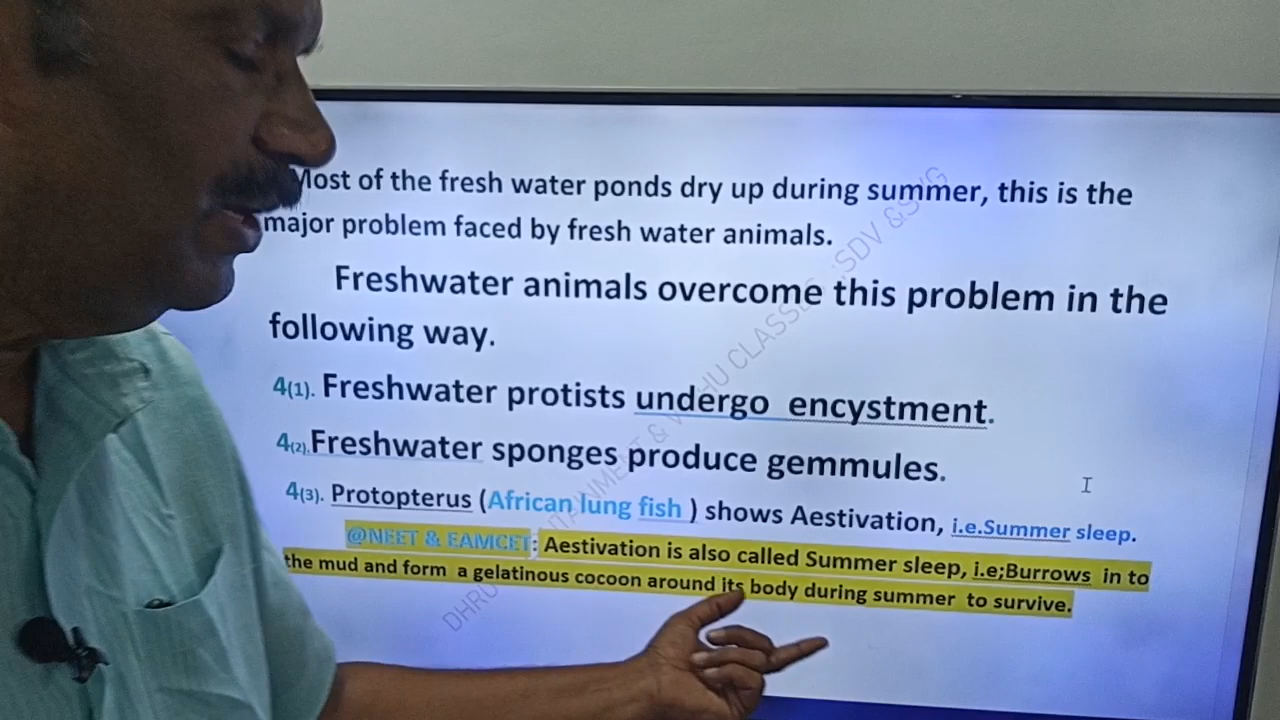 Most of the fresh water ponds dry up during summer, this is the
major problem faced by fresh water animals.
Freshwater animals overcome this problem in the
following way.
4(1). Freshwater protists undergo encystment.
4(2).Freshwater sponges produce gemmules.
4(3). Protopterus (African lung fish ) shows Aestivation, i.e.Summer sleep.
@NEET & EAMCET: Aestivation is also called Summer sleep, i.e;Burrows in to
the mud and form a gelatinous cocoon around its body during summer to survive.